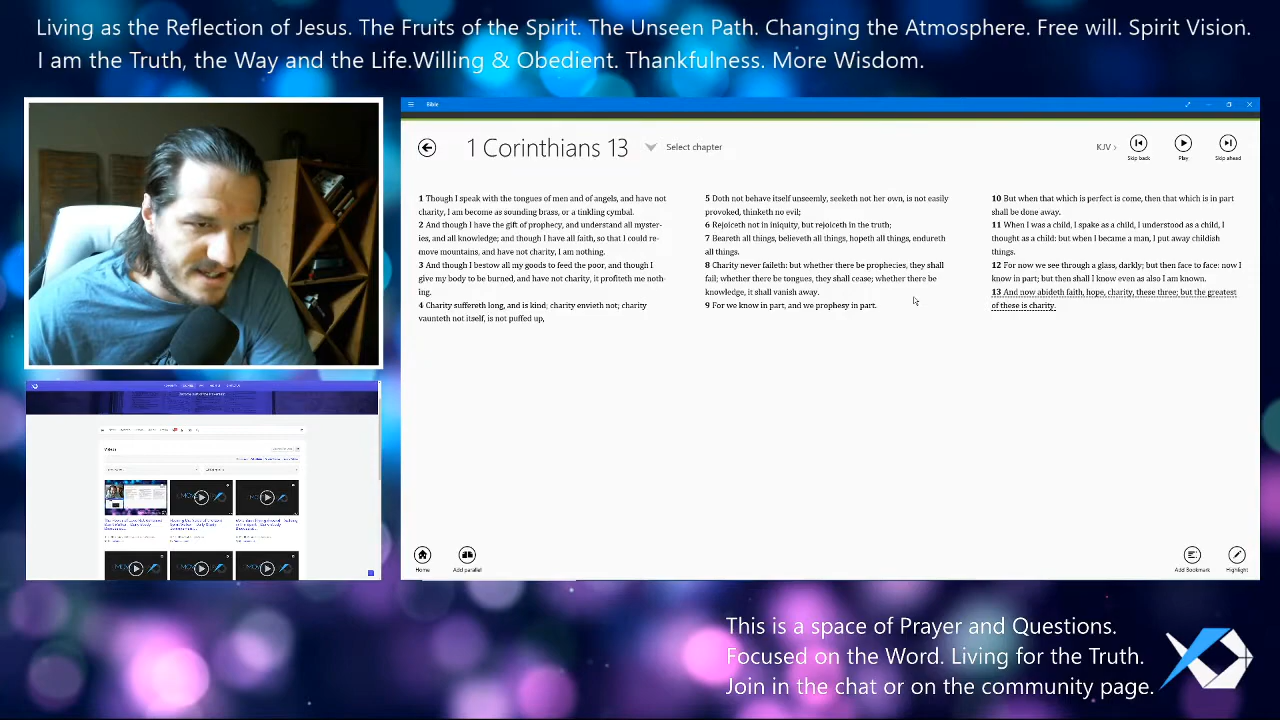 Living as the Reflection of Jesus. The Fruits of the Spirit. The Unseen Path. Changing the Atmosphere. Free will. Spirit Vision.
I am the Truth, the Way and the Life.Willing & Obedient. Thankfulness. More Wisdom.
Bible
1 Corinthians 13
Select chapter
KJV
Skip back
Play
Skip ahead
1 Though I speak with the tongues of men and of angels, and have not
charity, I am become as sounding brass, or a tinkling cymbal.
2 And though I have the gift of prophecy, and understand all myster-
ies, and all knowledge; and though I have all faith, so that I could re-
move mountains, and have not charity, I am nothing.
3 And though I bestow all my goods to feed the poor, and though I
give my body to be burned, and have not charity, it profiteth me noth-
ing.
4 Charity suffereth long, and is kind; charity envieth not; charity
vaunteth not itself, is not puffed up,
5 Doth not behave itself unseemly, seeketh not her own, is not easily
provoked, thinketh no evil;
6 Rejoiceth not in iniquity, but rejoiceth in the truth;
7 Beareth all things, believeth all things, hopeth all things, endureth
all things.
8 Charity never faileth: but whether there be prophecies, they shall
fail; whether there be tongues, they shall cease; whether there be
knowledge, it shall vanish away.
9 For we know in part, and we prophesy in part.
10 But when that which is perfect is come, then that which is in part
shall be done away.
11 When I was a child, I spake as a child, I understood as a child, I
thought as a child: but when I became a man, I put away childish
things.
12 For now we see through a glass, darkly; but then face to face: now I
know in part; but then shall I know even as also I am known.
13 And now abideth faith, hope, charity, these three; but the greatest
of these is charity.
Videos
Home
Add parallel
Add Bookmark
Highlight
This is a space of Prayer and Questions.
Focused on the Word. Living for the Truth.
Join in the chat or on the community page.